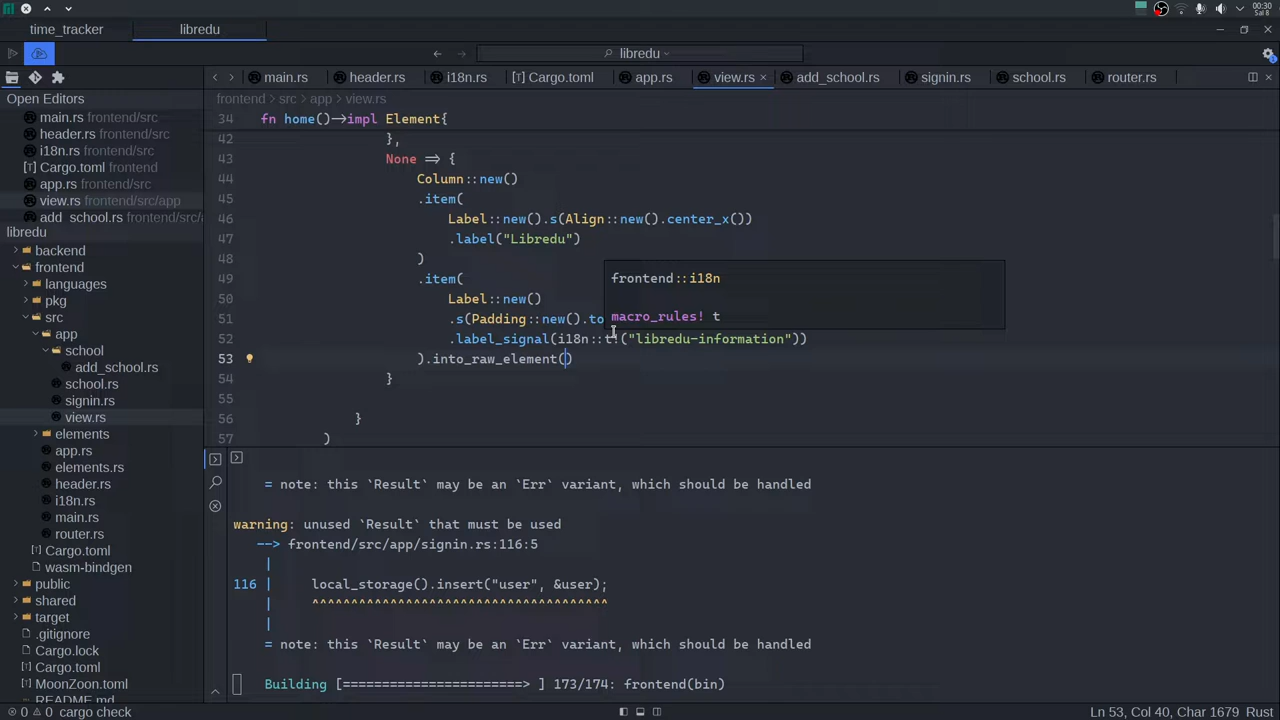 00:30
Sal 8
time_tracker
libredu
libredu
main.rs
header.rs
i18n.rs
Cargo.toml
app.rs
view.rs
add_school.rs
signin.rs
school.rs
router.rs
Open Editors
main.rs frontend/src
header.rs frontend/src
i18n.rs frontend/src
Cargo.toml frontend
app.rs frontend/src
view.rs frontend/src/app
add_school.rs frontend/src/a
libredu
backend
frontend
languages
pkg
src
app
school
add_school.rs
school.rs
signin.rs
view.rs
elements
app.rs
elements.rs
header.rs
i18n.rs
main.rs
router.rs
Cargo.toml
wasm-bindgen
public
shared
target
.gitignore
Cargo.lock
Cargo.toml
MoonZoon.toml
README.md
frontend > src > app > view.rs
34 fn home()->impl Element{
42 },
43 None => {
44 Column::new()
45 .item(
46 Label::new().s(Align::new().center_x())
47 .label("Libredu")
48 )
49 .item(
50 Label::new()
51 .s(Padding::new().to
52 .label_signal(i18n::t!("libredu-information"))
53 ).into_raw_element()
54 }
55
56 }
57 )
frontend::i18n
macro_rules! t
= note: this `Result` may be an `Err` variant, which should be handled
warning: unused `Result` that must be used
--> frontend/src/app/signin.rs:116:5
|
116 | local_storage().insert("user", &user);
| ^^^^^^^^^^^^^^^^^^^^^^^^^^^^^^^^^^^^^
|
= note: this `Result` may be an `Err` variant, which should be handled
Building [=======================> ] 173/174: frontend(bin)
0 0 cargo check
Ln 53, Col 40, Char 1679 Rust